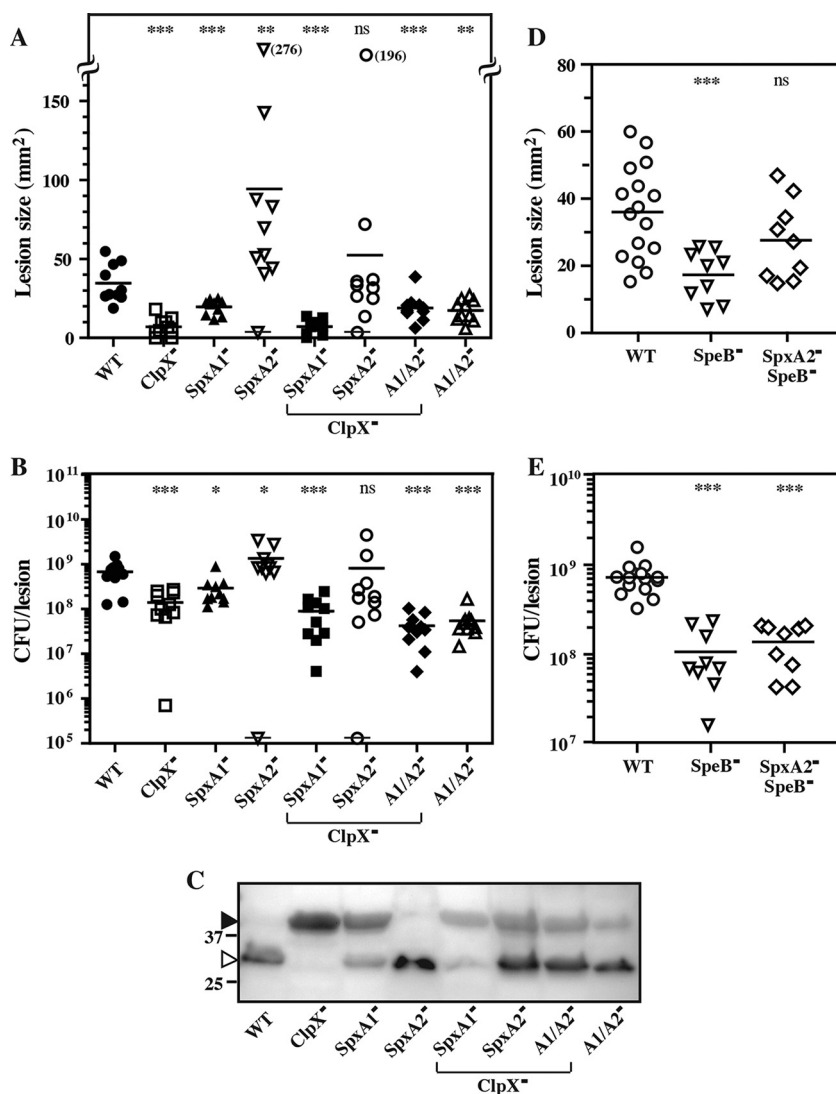 A
*** *** ** *** ns *** **
(276) (196)
Lesion size (mm²)
150
100
50
0
WT ClpX⁻ SpxA1⁻ SpxA2⁻ SpxA1⁻ SpxA2⁻ A1/A2⁻ A1/A2⁻
ClpX⁻
D
*** ns
Lesion size (mm²)
80
60
40
20
0
WT SpeB⁻ SpxA2⁻
SpeB⁻
B
*** * * *** ns *** ***
CFU/lesion
10¹¹
10¹⁰
10⁹
10⁸
10⁷
10⁶
10⁵
WT ClpX⁻ SpxA1⁻ SpxA2⁻ SpxA1⁻ SpxA2⁻ A1/A2⁻ A1/A2⁻
ClpX⁻
E
*** ***
CFU/lesion
10¹⁰
10⁹
10⁸
10⁷
WT SpeB⁻ SpxA2⁻
SpeB⁻
C
37
25
WT ClpX⁻ SpxA1⁻ SpxA2⁻ SpxA1⁻ SpxA2⁻ A1/A2⁻ A1/A2⁻
ClpX⁻